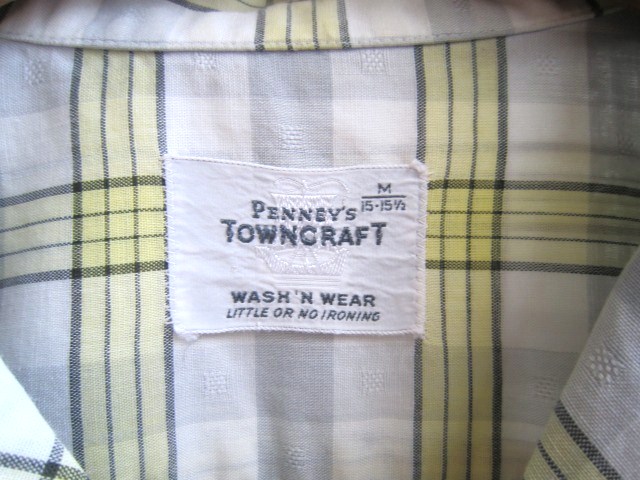 M
PENNEY'S 15-15½
TOWNCRAFT
WASH 'N WEAR
LITTLE OR NO IRONING